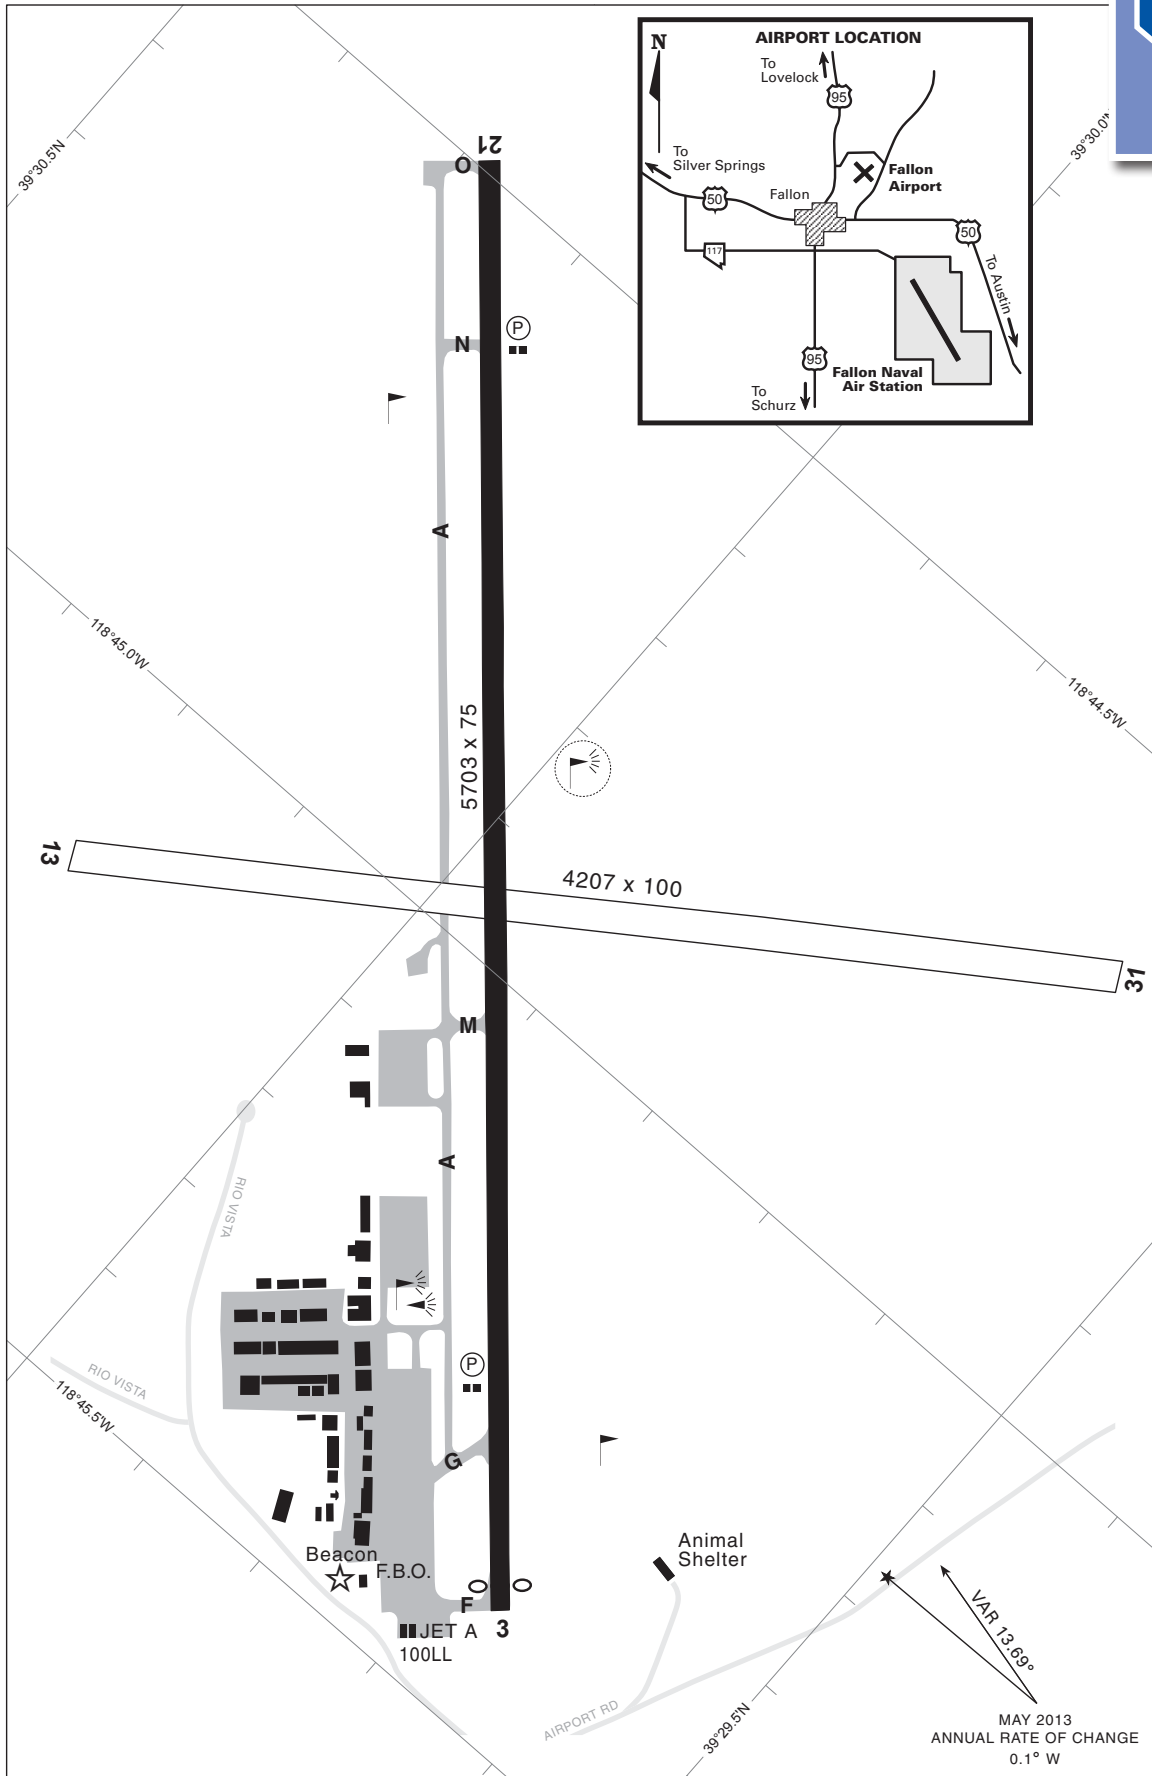 N
AIRPORT LOCATION
To
Lovelock
95
To
Silver Springs
50
Fallon
Fallon
Airport
117
50
To Austin
95
Fallon Naval
Air Station
To
Schurz
39°30.5'N
39°30.0'N
21
O
N
P
A
118°45.0'W
118°44.5'W
5703 x 75
13
4207 x 100
31
M
A
RIO VISTA
RIO VISTA
118°45.5'W
P
G
Beacon
F.B.O.
F
JET A
100LL
3
Animal
Shelter
AIRPORT RD
39°29.5'N
VAR 13.69°
MAY 2013
ANNUAL RATE OF CHANGE
0.1° W